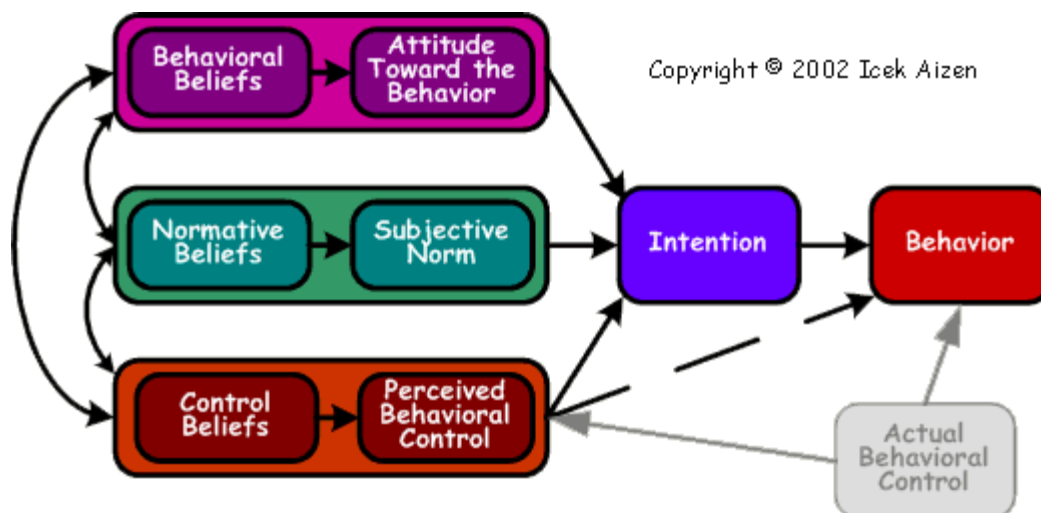 Behavioral
Beliefs
Attitude
Toward the
Behavior
Copyright © 2002 Icek Aizen
Normative
Beliefs
Subjective
Norm
Intention
Behavior
Control
Beliefs
Perceived
Behavioral
Control
Actual
Behavioral
Control